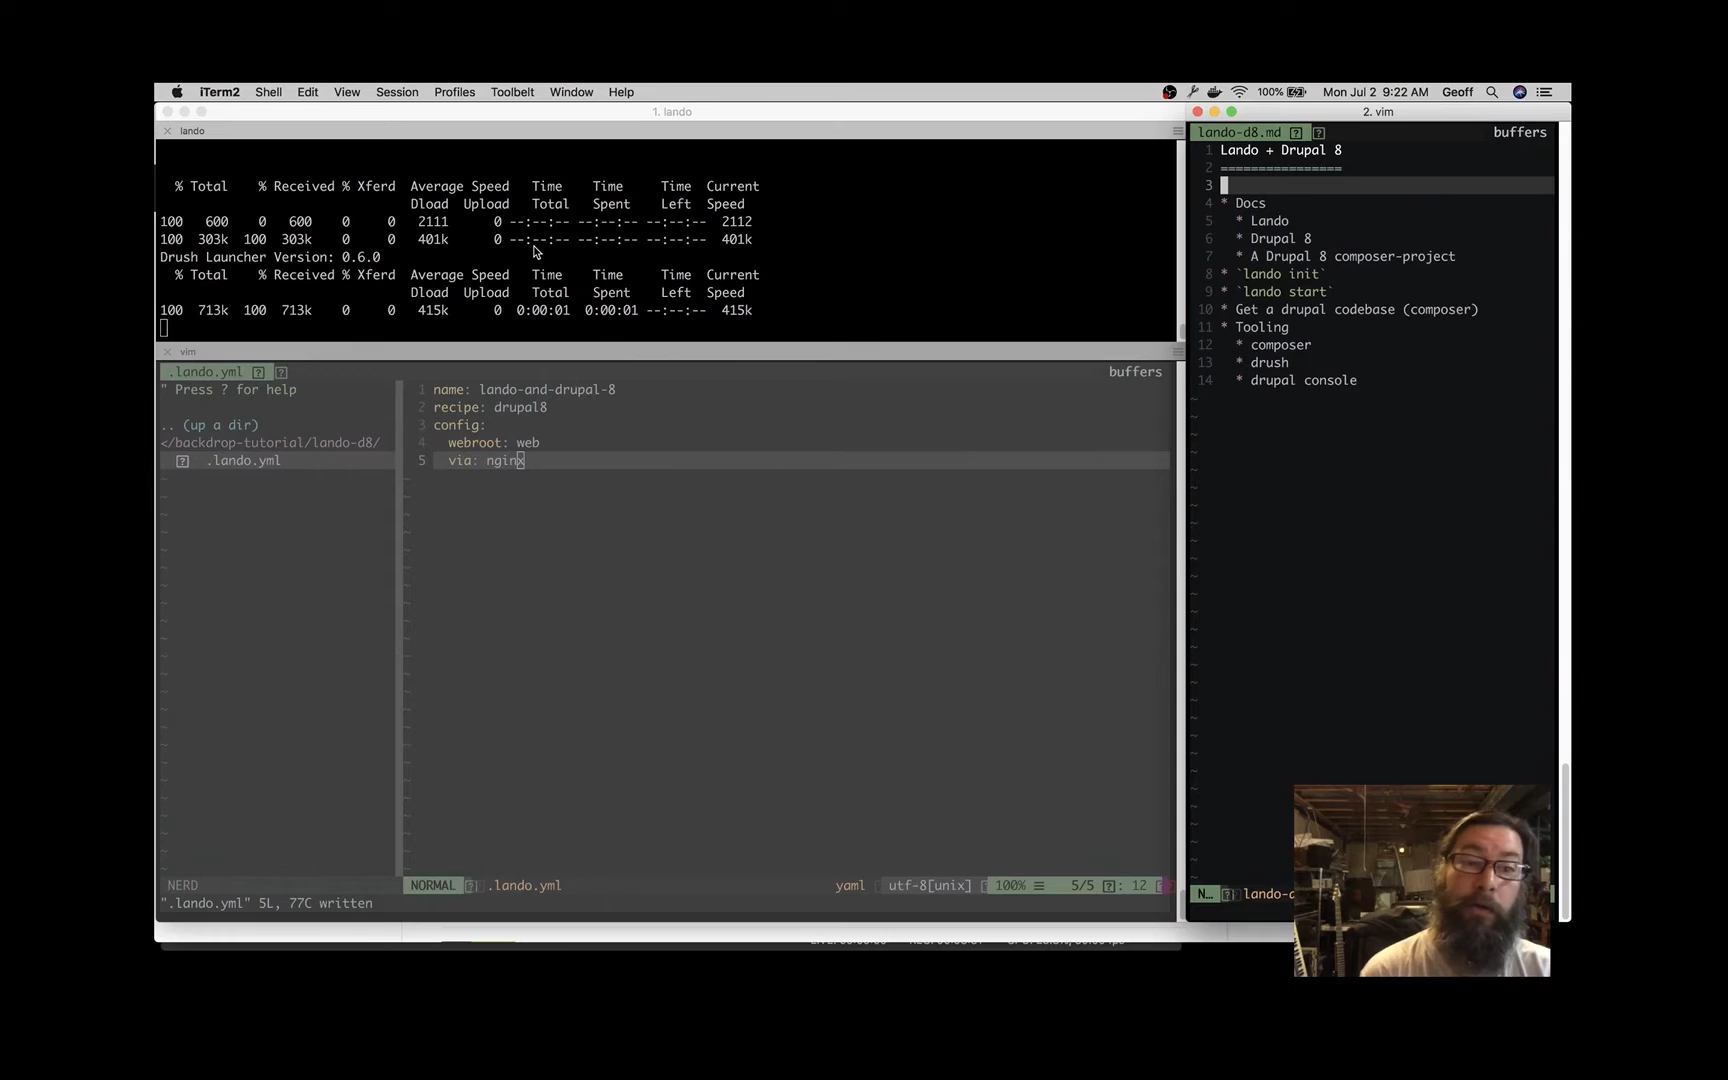 iTerm2 Shell Edit View Session Profiles Toolbelt Window Help 100% Mon Jul 2 9:22 AM Geoff
1. lando
lando
% Total % Received % Xferd Average Speed Time Time Time Current
Dload Upload Total Spent Left Speed
100 600 0 600 0 0 2111 0 --:--:-- --:--:-- --:--:-- 2112
100 303k 100 303k 0 0 401k 0 --:--:-- --:--:-- --:--:-- 401k
Drush Launcher Version: 0.6.0
% Total % Received % Xferd Average Speed Time Time Time Current
Dload Upload Total Spent Left Speed
100 713k 100 713k 0 0 415k 0 0:00:01 0:00:01 --:--:-- 415k
vim
.lando.yml ? ? buffers
" Press ? for help
.. (up a dir)
</backdrop-tutorial/lando-d8/
? .lando.yml
1 name: lando-and-drupal-8
2 recipe: drupal8
3 config:
4 webroot: web
5 via: nginx
NERD NORMAL ? .lando.yml yaml utf-8[unix] 100% 5/5 ?: 12 ?
".lando.yml" 5L, 77C written
2. vim
lando-d8.md ? ? buffers
1 Lando + Drupal 8
2 ================
3
4 * Docs
5 * Lando
6 * Drupal 8
7 * A Drupal 8 composer-project
8 * `lando init`
9 * `lando start`
10 * Get a drupal codebase (composer)
11 * Tooling
12 * composer
13 * drush
14 * drupal console
N… ? lando-d